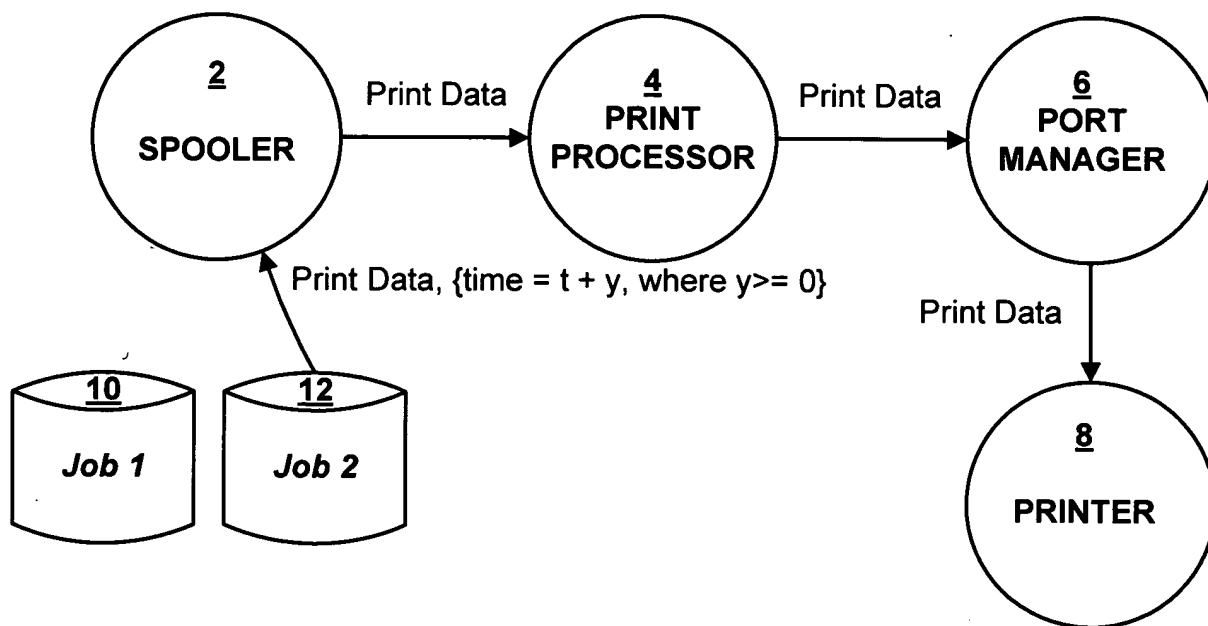 2
SPOOLER
Print Data
4
PRINT
PROCESSOR
Print Data
6
PORT
MANAGER
Print Data, {time = t + y, where y>= 0}
Print Data
10
Job 1
12
Job 2
8
PRINTER